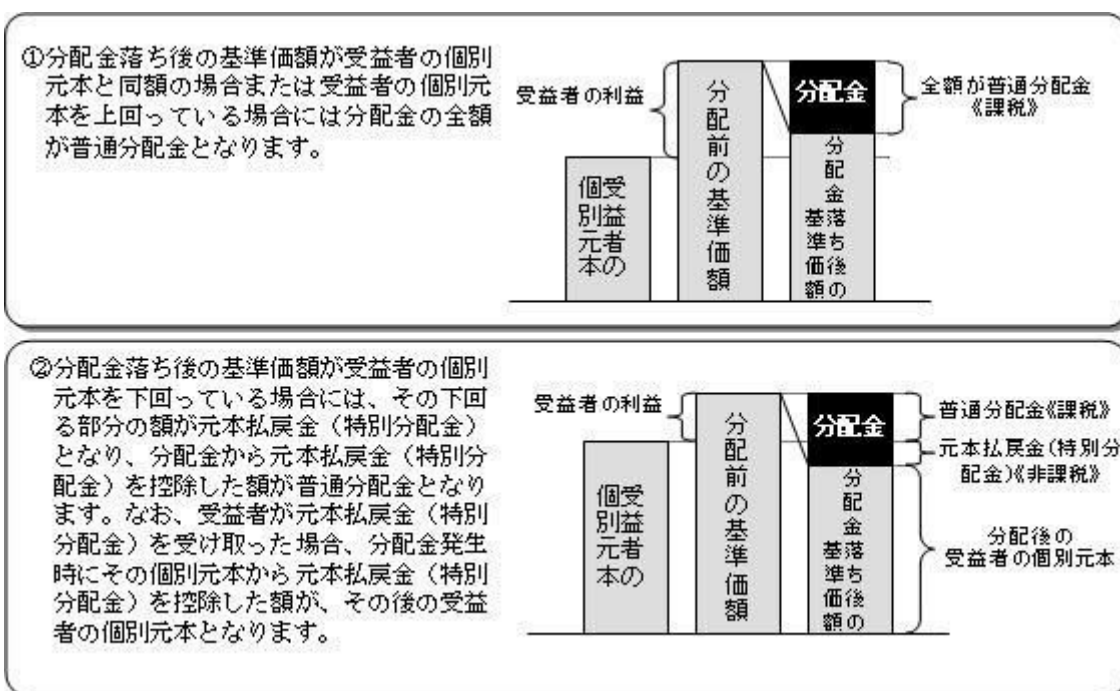 ①分配金落ち後の基準価額が受益者の個別
元本と同額の場合または受益者の個別元
本を上回っている場合には分配金の全額
が普通分配金となります。
受益者の利益
受益者の
個別元本
分配前の基準価額
分配金
分配金落ち後の
基準価額
全額が普通分配金
《課税》
②分配金落ち後の基準価額が受益者の個別
元本を下回っている場合には、その下回
る部分の額が元本払戻金（特別分配金）
となり、分配金から元本払戻金（特別分
配金）を控除した額が普通分配金となり
ます。なお、受益者が元本払戻金（特別
分配金）を受け取った場合、分配金発生
時にその個別元本から元本払戻金（特別
分配金）を控除した額が、その後の受益
者の個別元本となります。
受益者の利益
受益者の
個別元本
分配前の基準価額
分配金
分配金落ち後の
基準価額
普通分配金《課税》
元本払戻金(特別分
配金)《非課税》
分配後の
受益者の個別元本